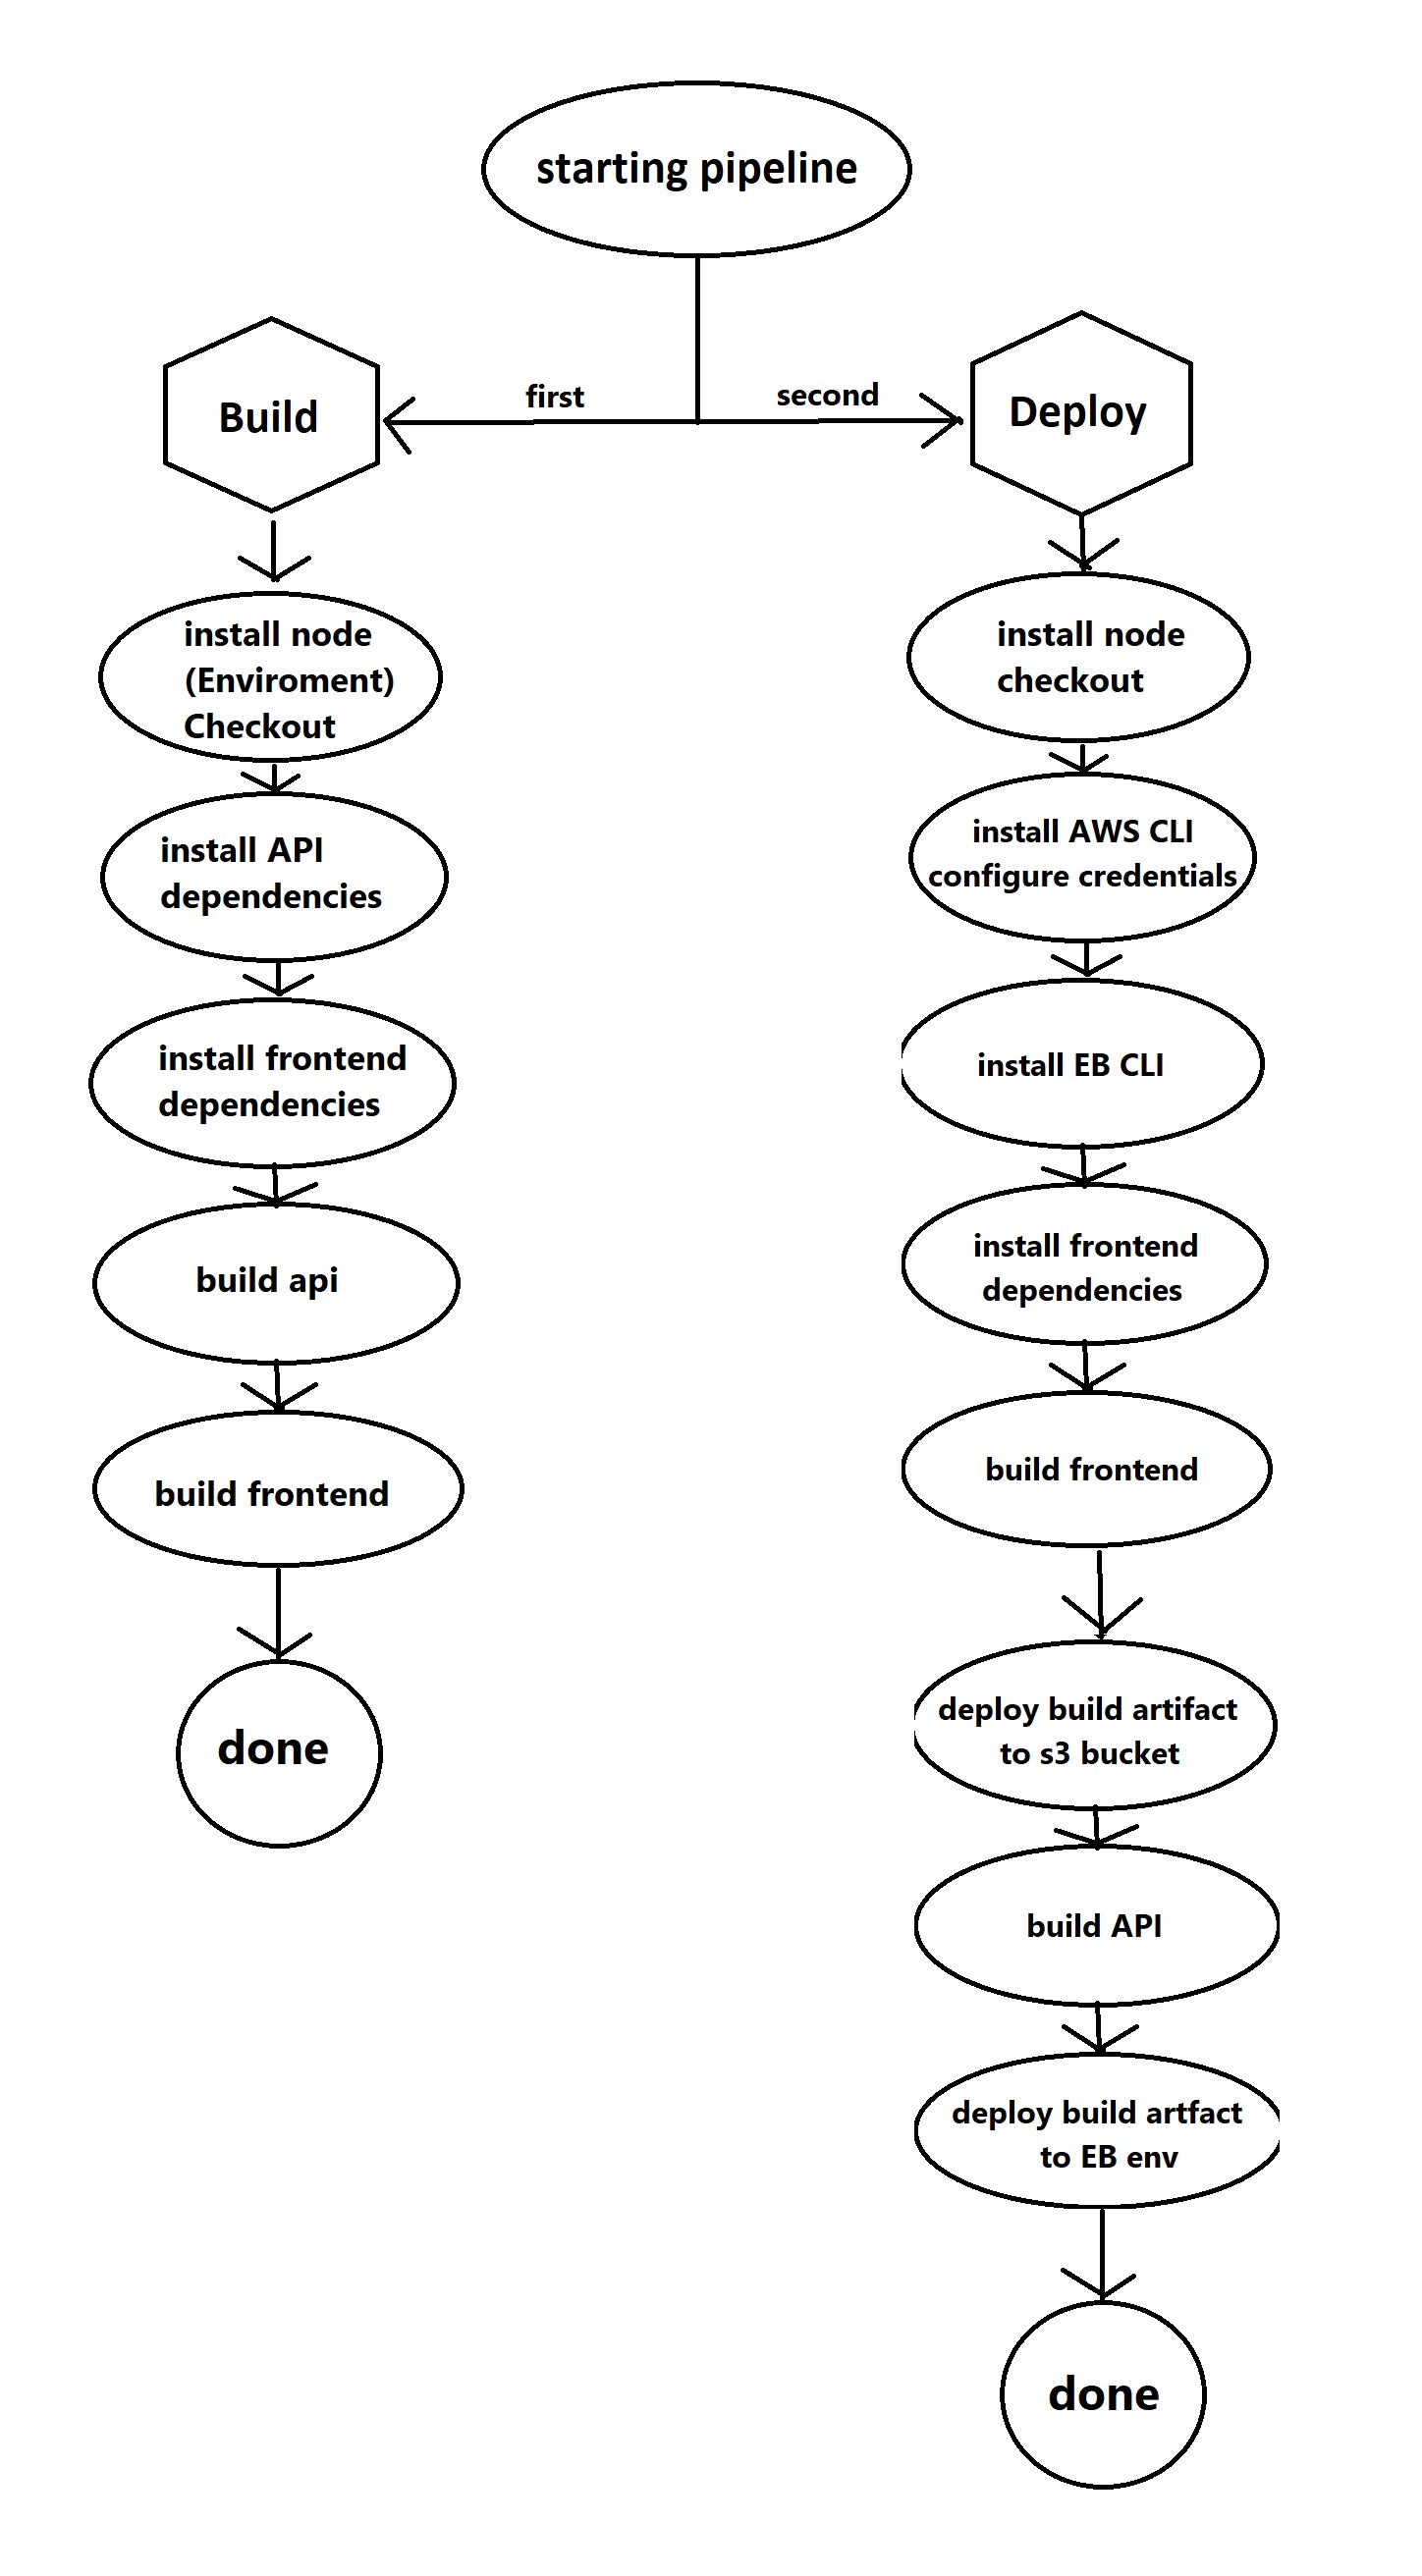 starting pipeline
first
second
Build
install node
(Enviroment)
Checkout
install API
dependencies
install frontend
dependencies
build api
build frontend
done
Deploy
install node
checkout
install AWS CLI
configure credentials
install EB CLI
install frontend
dependencies
build frontend
deploy build artifact
to s3 bucket
build API
deploy build artfact
to EB env
done